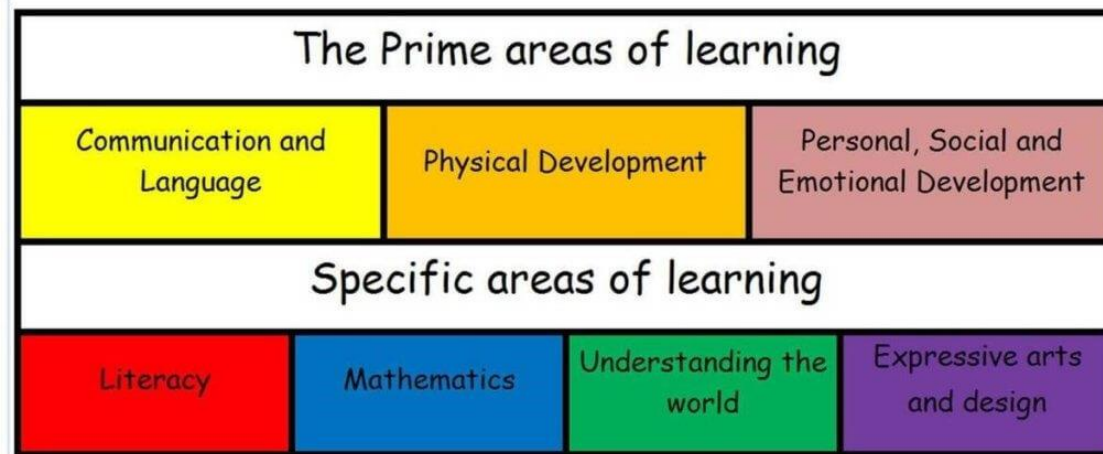 The Prime areas of learning
Communication and
Language
Physical Development
Personal, Social and
Emotional Development
Specific areas of learning
Literacy
Mathematics
Understanding the
world
Expressive arts
and design